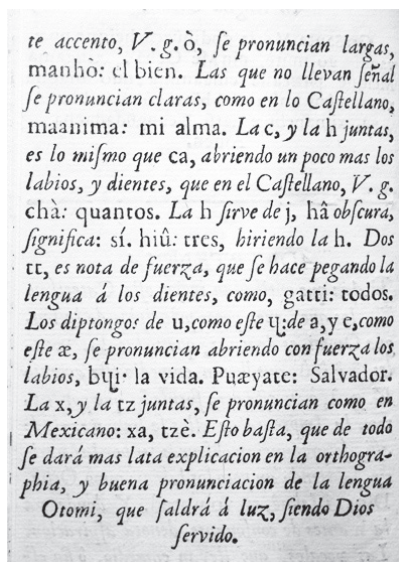 te accento, V. g. ò, ſe pronuncian largas,
manhò: el bien. Las que no llevan ſeñal
ſe pronuncian claras, como en lo Caſtellano,
maanima: mi alma. La c, y la h juntas,
es lo miſmo que ca, abriendo un poco mas los
labios, y dientes, que en el Caſtellano, V. g.
chà: quantos. La h ſirve de j, hâ obſcura,
ſignifica: sí. hiû: tres, hiriendo la h. Dos
tt, es nota de fuerza, que ſe hace pegando la
lengua á los dientes, como, gatti: todos.
Los diptongos de u, como eſte ɥ: de a, y e, como
eſte æ, ſe pronuncian abriendo con fuerza los
labios, bɥi· la vida. Puæyate: Salvador.
La x, y la tz juntas, ſe pronuncian como en
Mexicano: xa, tzè. Eſto baſta, que de todo
ſe dará mas lata explicacion en la orthogra-
phia, y buena pronunciacion de la lengua
Otomi, que ſaldrá á luz, ſiendo Dios
ſervido.